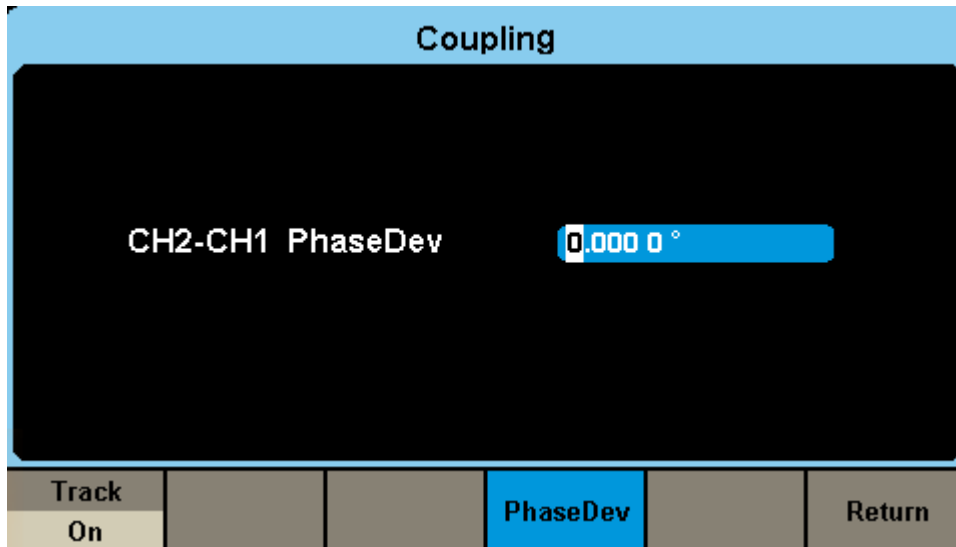 Coupling
CH2-CH1 PhaseDev 0.000 0 °
Track
On
PhaseDev
Return